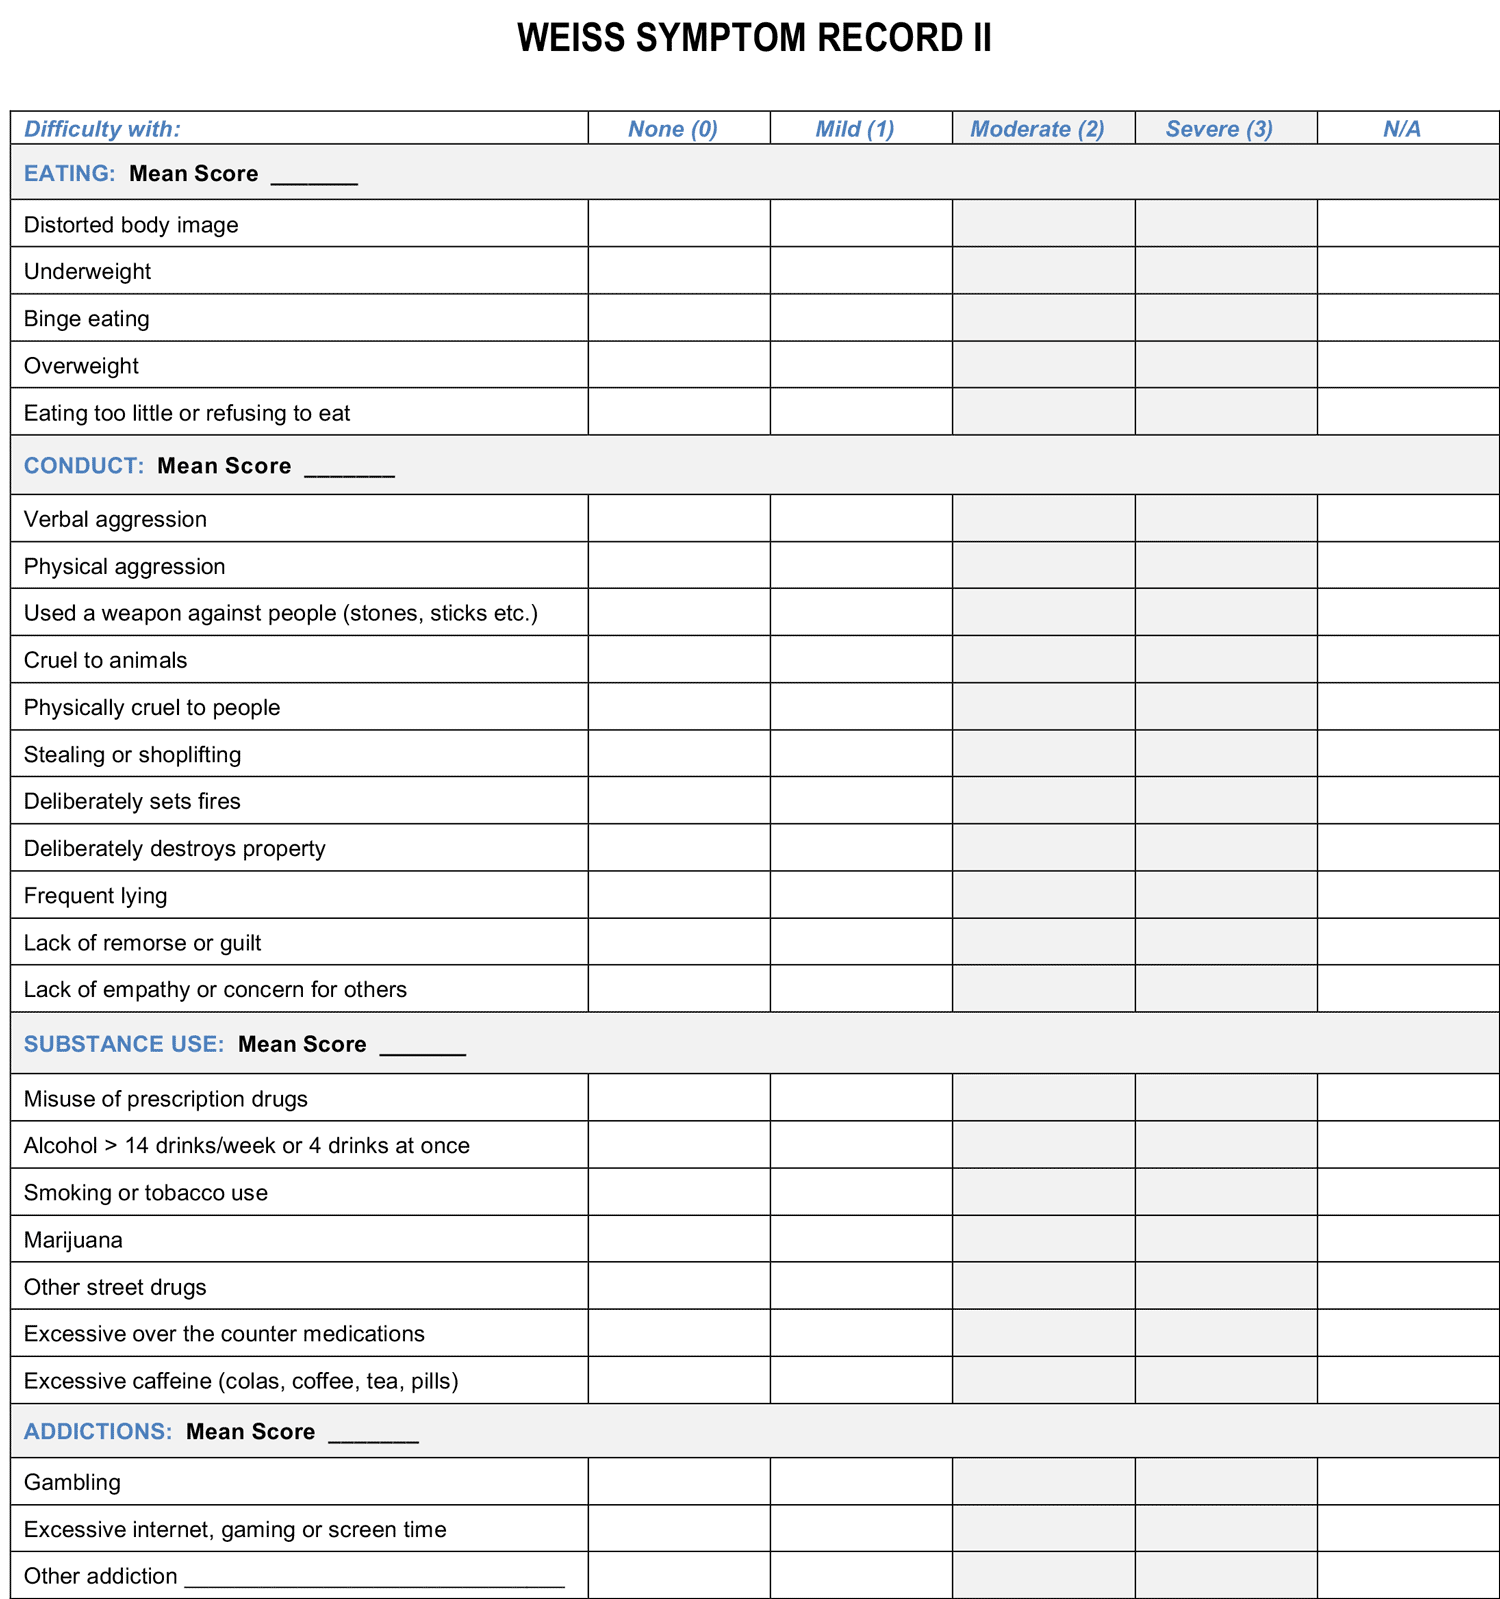 WEISS SYMPTOM RECORD II
Difficulty with: None (0) Mild (1) Moderate (2) Severe (3) N/A
EATING: Mean Score _______
Distorted body image
Underweight
Binge eating
Overweight
Eating too little or refusing to eat
CONDUCT: Mean Score _______
Verbal aggression
Physical aggression
Used a weapon against people (stones, sticks etc.)
Cruel to animals
Physically cruel to people
Stealing or shoplifting
Deliberately sets fires
Deliberately destroys property
Frequent lying
Lack of remorse or guilt
Lack of empathy or concern for others
SUBSTANCE USE: Mean Score _______
Misuse of prescription drugs
Alcohol > 14 drinks/week or 4 drinks at once
Smoking or tobacco use
Marijuana
Other street drugs
Excessive over the counter medications
Excessive caffeine (colas, coffee, tea, pills)
ADDICTIONS: Mean Score _______
Gambling
Excessive internet, gaming or screen time
Other addiction ______________________________